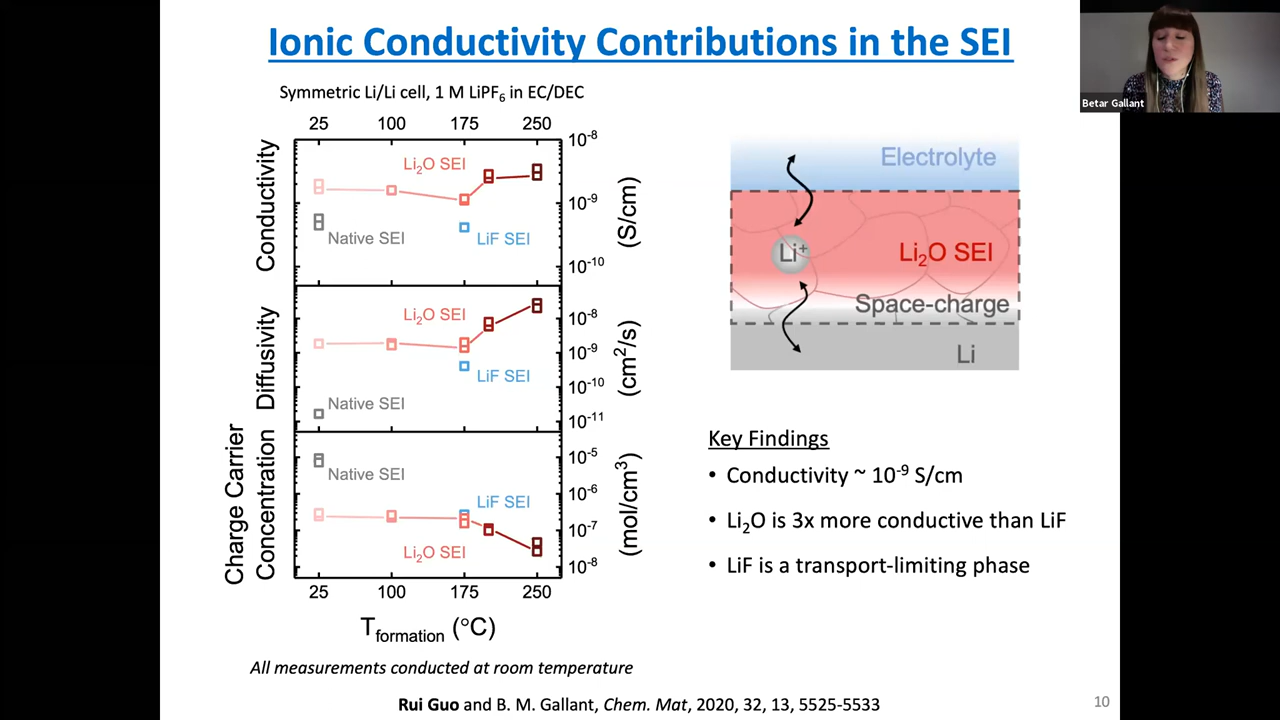 Ionic Conductivity Contributions in the SEI
Betar Gallant
Symmetric Li/Li cell, 1 M LiPF6 in EC/DEC
25 100 175 250
Conductivity
Li2O SEI
Native SEI
LiF SEI
10-8
10-9
10-10
(S/cm)
Diffusivity
Li2O SEI
LiF SEI
Native SEI
10-8
10-9
10-10
10-11
(cm2/s)
Charge Carrier
Concentration
Native SEI
LiF SEI
Li2O SEI
10-5
10-6
10-7
10-8
(mol/cm3)
25 100 175 250
Tformation (°C)
All measurements conducted at room temperature
Electrolyte
Li+
Li2O SEI
Space-charge
Li
Key Findings
• Conductivity ~ 10-9 S/cm
• Li2O is 3x more conductive than LiF
• LiF is a transport-limiting phase
Rui Guo and B. M. Gallant, Chem. Mat, 2020, 32, 13, 5525-5533
10